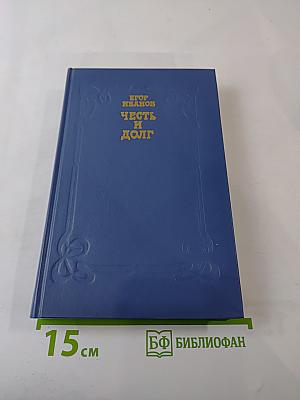 ЕГОР
ИВАНОВ
ЧЕСТЬ И
ДОЛГ
15 см
БФ БИБЛИОФАН